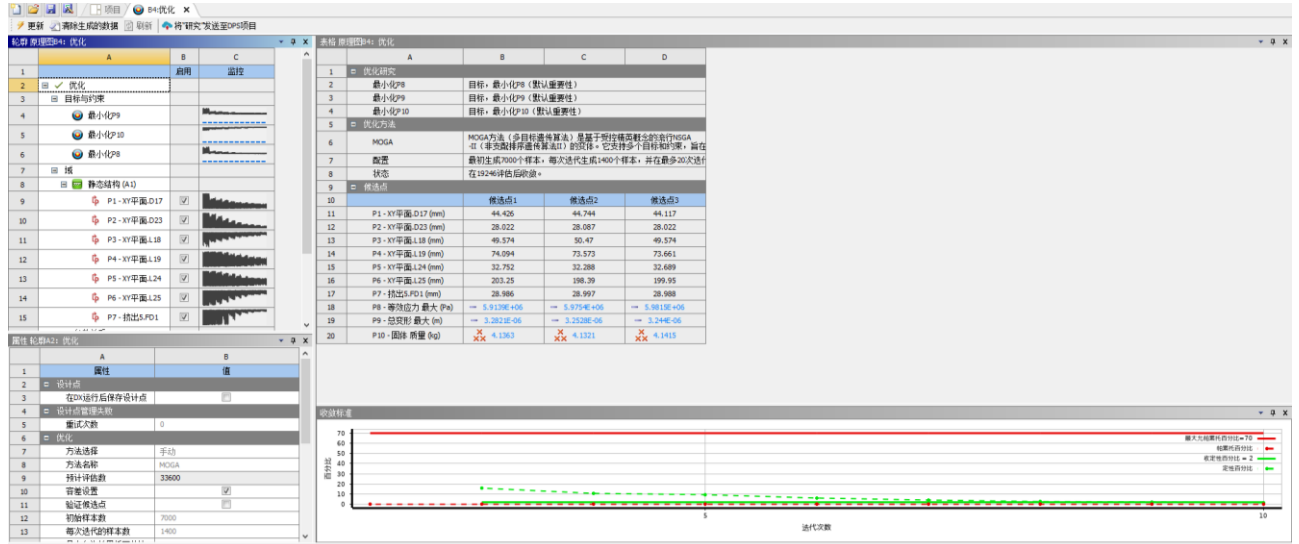 项目
B4:优化
更新
清除生成的数据
刷新
将"研究"发送至DPS项目
轮廓 原理图B4: 优化
A B C
1 启用 监控
2 优化
3 目标与约束
4 最小化P9
5 最小化P10
6 最小化P8
7 域
8 静态结构 (A1)
9 P1 - XY平面.D17
10 P2 - XY平面.D23
11 P3 - XY平面.L18
12 P4 - XY平面.L19
13 P5 - XY平面.L24
14 P6 - XY平面.L25
15 P7 - 挤出5.FD1
属性 轮廓A2: 优化
A B
1 属性 值
2 设计点
3 在DX运行后保存设计点
4 设计点管理失败
5 重试次数 0
6 优化
7 方法选择 手动
8 方法名称 MOGA
9 预计评估数 33600
10 容差设置
11 验证候选点
12 初始样本数 7000
13 每次迭代的样本数 1400
表格 原理图B4: 优化
A B C D
1 优化研究
2 最小化P8 目标, 最小化P8 (默认重要性)
3 最小化P9 目标, 最小化P9 (默认重要性)
4 最小化P10 目标, 最小化P10 (默认重要性)
5 优化方法
6 MOGA MOGA方法 (多目标遗传算法) 是基于受控精英概念的流行NSGA
-II (非支配排序遗传算法II) 的变体。它支持多个目标和约束, 旨在
7 配置 最初生成7000个样本, 每次迭代生成1400个样本, 并在最多20次迭
8 状态 在19246评估后收敛。
9 候选点
10 候选点1 候选点2 候选点3
11 P1 - XY平面.D17 (mm) 44.426 44.744 44.117
12 P2 - XY平面.D23 (mm) 28.022 28.087 28.022
13 P3 - XY平面.L18 (mm) 49.574 50.47 49.574
14 P4 - XY平面.L19 (mm) 74.094 73.573 73.661
15 P5 - XY平面.L24 (mm) 32.752 32.288 32.689
16 P6 - XY平面.L25 (mm) 203.25 198.39 199.95
17 P7 - 挤出5.FD1 (mm) 28.986 28.997 28.988
18 P8 - 等效应力 最大 (Pa) 5.9139E+06 5.9754E+06 5.9815E+06
19 P9 - 总变形 最大 (m) 3.2821E-06 3.2528E-06 3.244E-06
20 P10 - 固体 质量 (kg) 4.1363 4.1321 4.1415
收敛标准
百分比
70
60
50
40
30
20
10
0
5
10
迭代次数
最大允许帕累托百分比=70
帕累托百分比
稳定性百分比 = 2
定性百分比